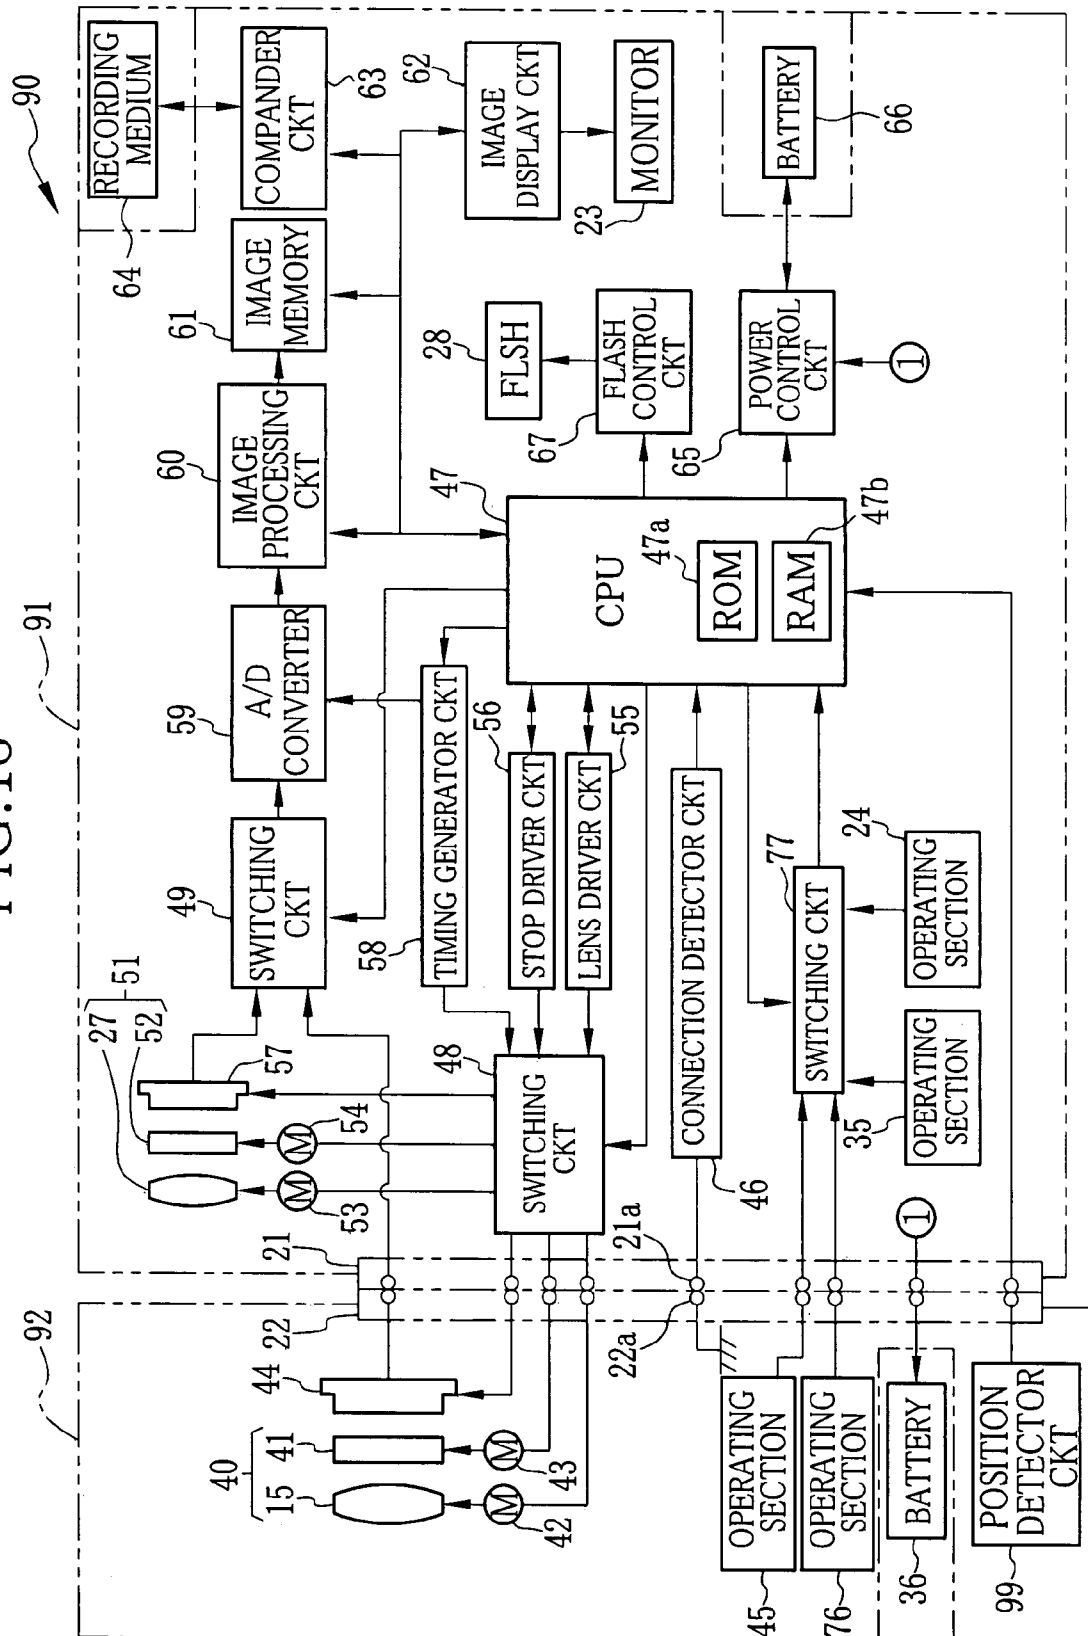 92
91
90
40
15
41
44
42
M
43
M
22
21
51
27
52
57
53
M
54
M
49
SWITCHING
CKT
59
A/D
CONVERTER
60
IMAGE
PROCESSING
CKT
61
IMAGE
MEMORY
64
RECORDING
MEDIUM
COMPANDER
CKT
63
48
SWITCHING
CKT
58
TIMING GENERATOR CKT
STOP DRIVER CKT
56
LENS DRIVER CKT
55
47
CPU
47a
ROM
RAM
47b
28
FLSH
62
IMAGE
DISPLAY CKT
23
MONITOR
67
FLASH
CONTROL
CKT
22a
21a
46
CONNECTION DETECTOR CKT
65
POWER
CONTROL
CKT
BATTERY
66
1
45
OPERATING
SECTION
76
OPERATING
SECTION
77
SWITCHING CKT
35
OPERATING
SECTION
24
OPERATING
SECTION
36
BATTERY
1
99
POSITION
DETECTOR
CKT